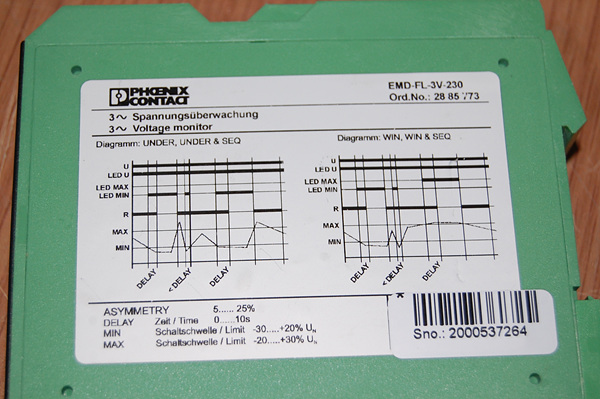 PHŒNIX
CONTACT
EMD-FL-3V-230
Ord.No.: 28 85 773
3~ Spannungsüberwachung
3~ Voltage monitor
Diagramm: UNDER, UNDER & SEQ
Diagramm: WIN, WIN & SEQ
U
LED U
LED MAX
LED MIN
R
MAX
MIN
DELAY
< DELAY
DELAY
U
LED U
LED MAX
LED MIN
R
MAX
MIN
DELAY
< DELAY
DELAY
ASYMMETRY 5..... 25%
DELAY Zeit / Time 0.....10s
MIN Schaltschwelle / Limit -30....+20% UN
MAX Schaltschwelle / Limit -20....+30% UN
*
Sno.: 2000537264